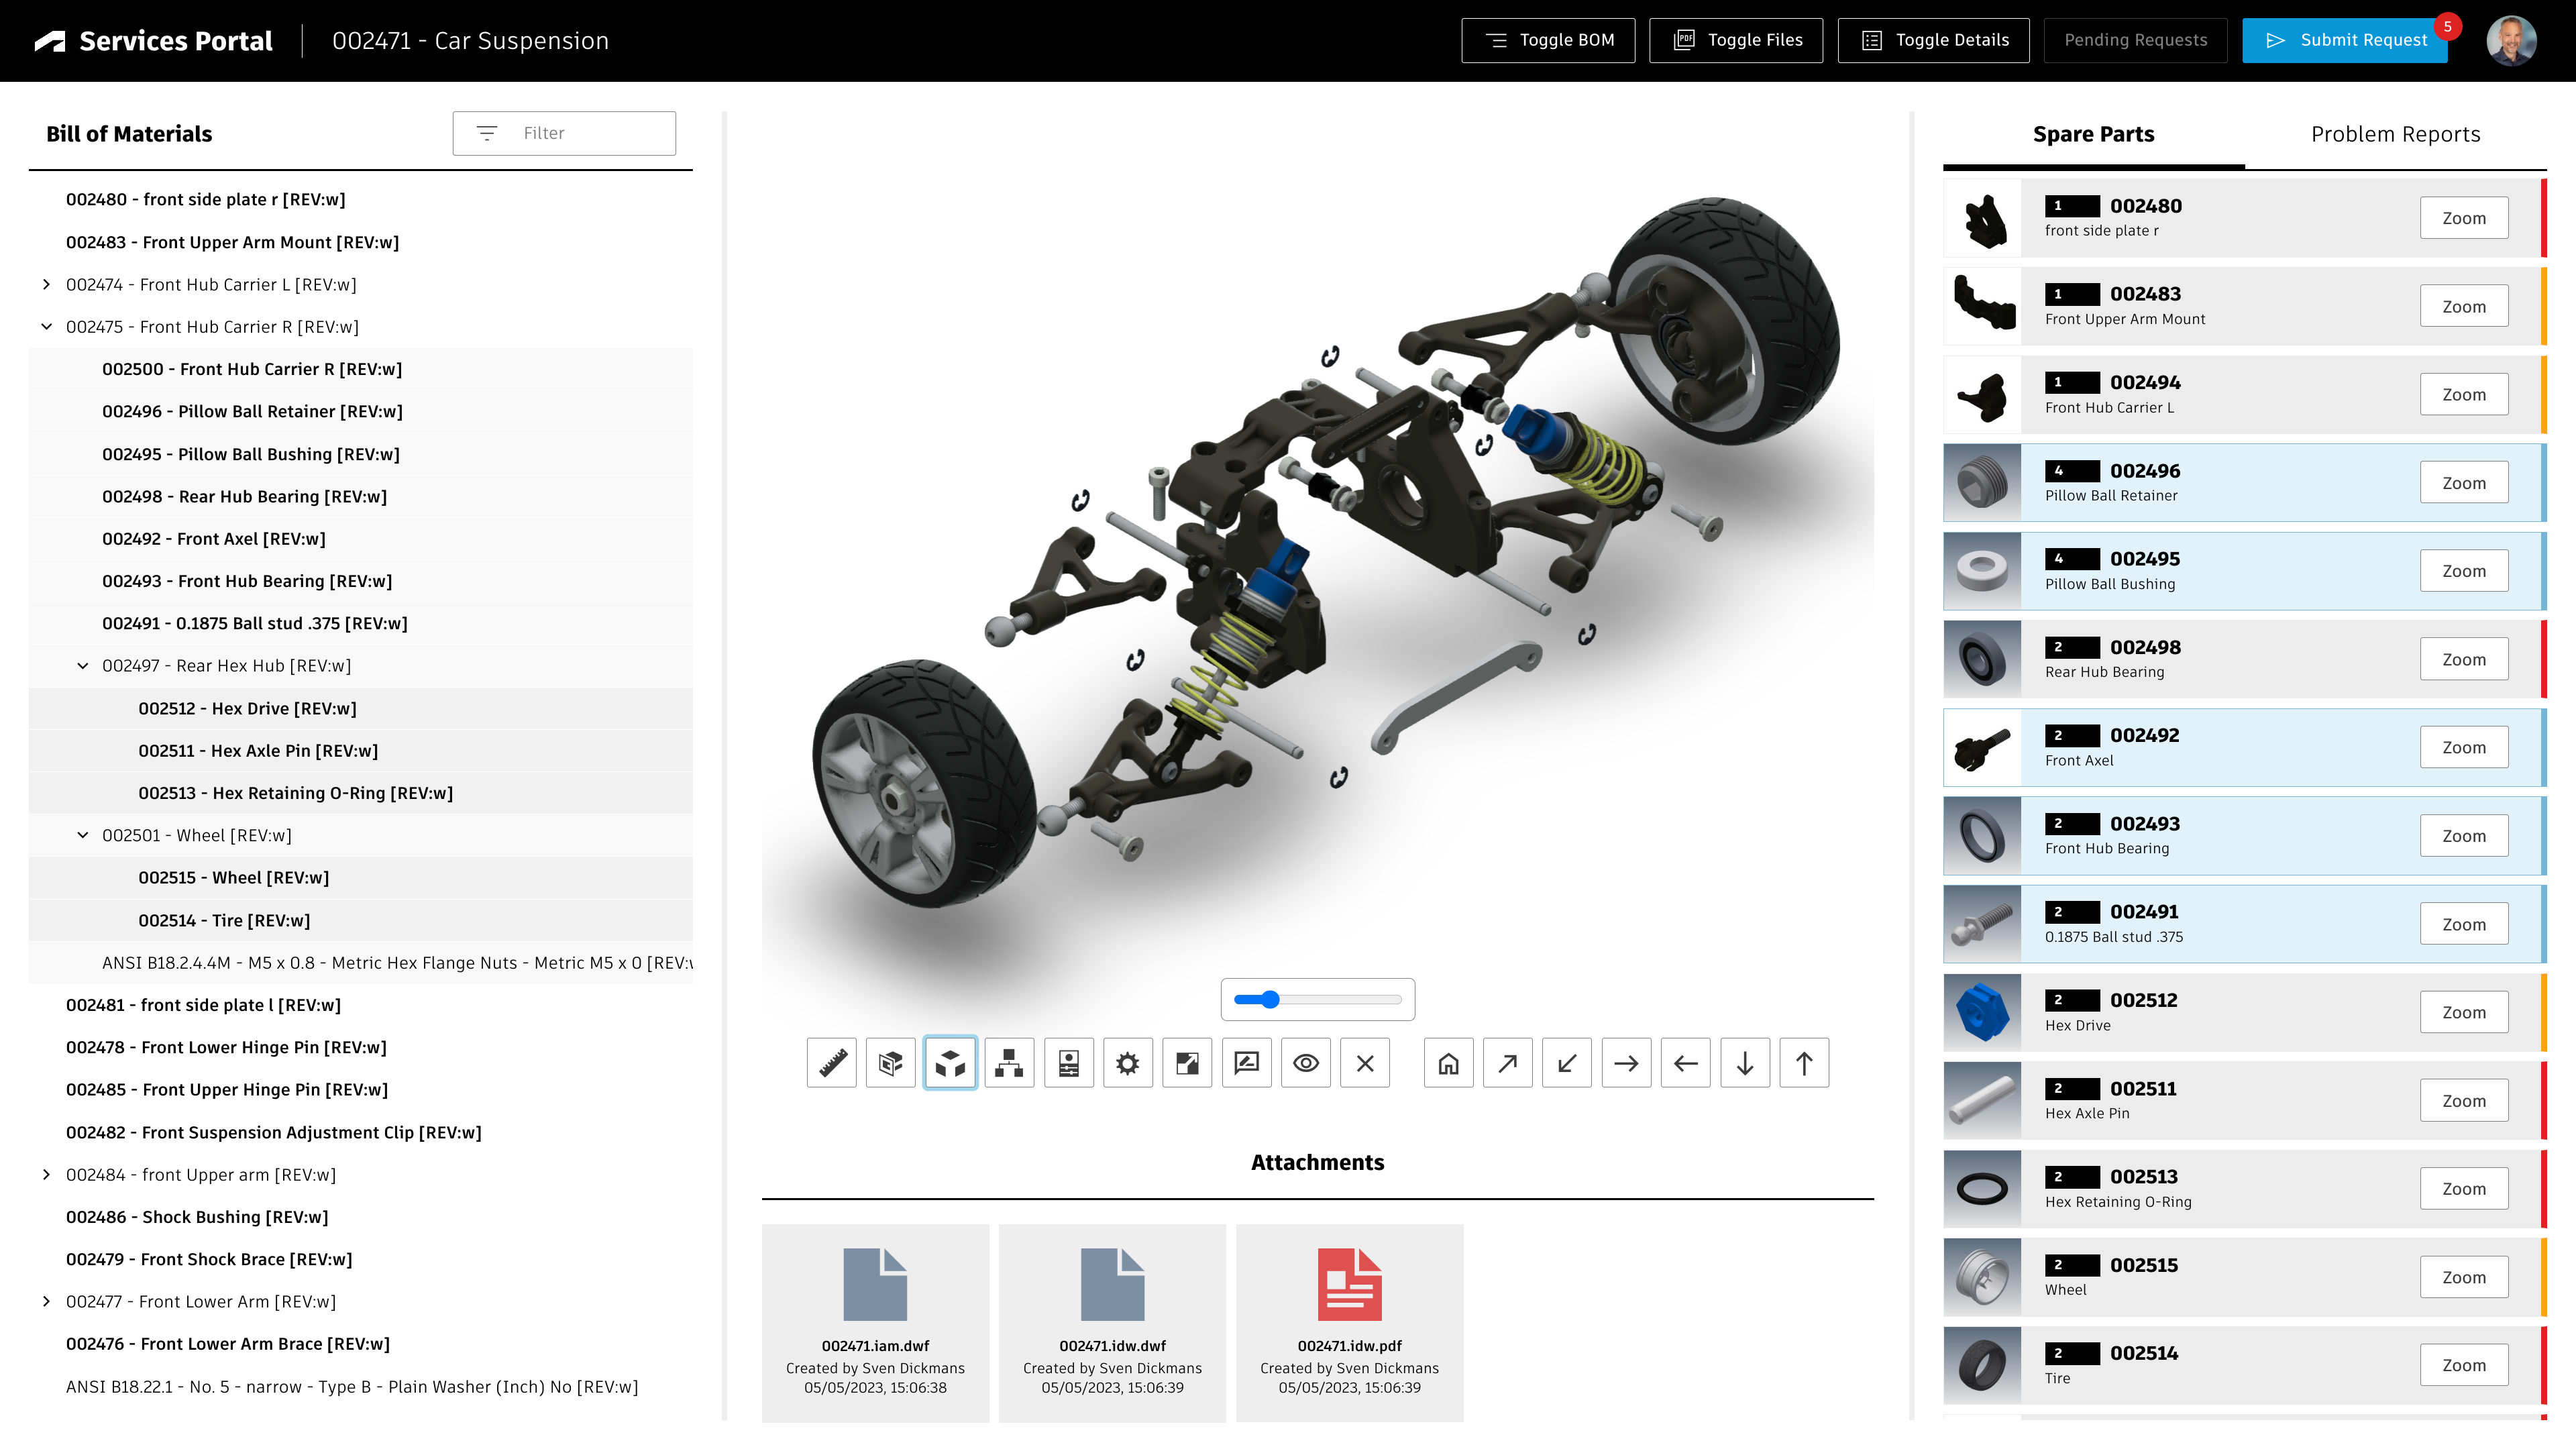 Services Portal
002471 - Car Suspension
Toggle BOM
PDF
Toggle Files
Toggle Details
Pending Requests
Submit Request
5
Bill of Materials
Filter
002480 - front side plate r [REV:w]
002483 - Front Upper Arm Mount [REV:w]
002474 - Front Hub Carrier L [REV:w]
002475 - Front Hub Carrier R [REV:w]
002500 - Front Hub Carrier R [REV:w]
002496 - Pillow Ball Retainer [REV:w]
002495 - Pillow Ball Bushing [REV:w]
002498 - Rear Hub Bearing [REV:w]
002492 - Front Axel [REV:w]
002493 - Front Hub Bearing [REV:w]
002491 - 0.1875 Ball stud .375 [REV:w]
002497 - Rear Hex Hub [REV:w]
002512 - Hex Drive [REV:w]
002511 - Hex Axle Pin [REV:w]
002513 - Hex Retaining O-Ring [REV:w]
002501 - Wheel [REV:w]
002515 - Wheel [REV:w]
002514 - Tire [REV:w]
ANSI B18.2.4.4M - M5 x 0.8 - Metric Hex Flange Nuts - Metric M5 x 0 [REV:w
002481 - front side plate l [REV:w]
002478 - Front Lower Hinge Pin [REV:w]
002485 - Front Upper Hinge Pin [REV:w]
002482 - Front Suspension Adjustment Clip [REV:w]
002484 - front Upper arm [REV:w]
002486 - Shock Bushing [REV:w]
002479 - Front Shock Brace [REV:w]
002477 - Front Lower Arm [REV:w]
002476 - Front Lower Arm Brace [REV:w]
ANSI B18.22.1 - No. 5 - narrow - Type B - Plain Washer (Inch) No [REV:w]
Attachments
002471.iam.dwf
Created by Sven Dickmans
05/05/2023, 15:06:38
002471.idw.dwf
Created by Sven Dickmans
05/05/2023, 15:06:39
002471.idw.pdf
Created by Sven Dickmans
05/05/2023, 15:06:39
Spare Parts
Problem Reports
1 002480
front side plate r
Zoom
1 002483
Front Upper Arm Mount
Zoom
1 002494
Front Hub Carrier L
Zoom
4 002496
Pillow Ball Retainer
Zoom
4 002495
Pillow Ball Bushing
Zoom
2 002498
Rear Hub Bearing
Zoom
2 002492
Front Axel
Zoom
2 002493
Front Hub Bearing
Zoom
2 002491
0.1875 Ball stud .375
Zoom
2 002512
Hex Drive
Zoom
2 002511
Hex Axle Pin
Zoom
2 002513
Hex Retaining O-Ring
Zoom
2 002515
Wheel
Zoom
2 002514
Tire
Zoom